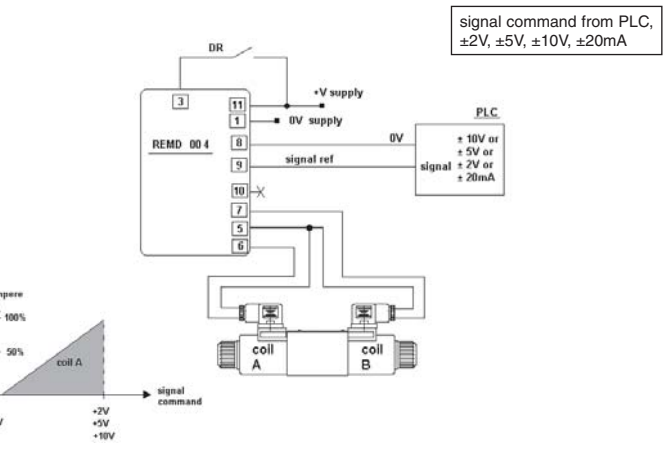 signal command from PLC,
±2V, ±5V, ±10V, ±20mA
DR
+V supply
3
11
1
0V supply
PLC
REMD 00 4
8
0V
± 10V or
± 5V or
signal ± 2V or
± 20mA
9
signal ref
10
7
5
6
100%
50%
coil A
coil
A
coil
B
signal
command
+2V
+5V
+10V